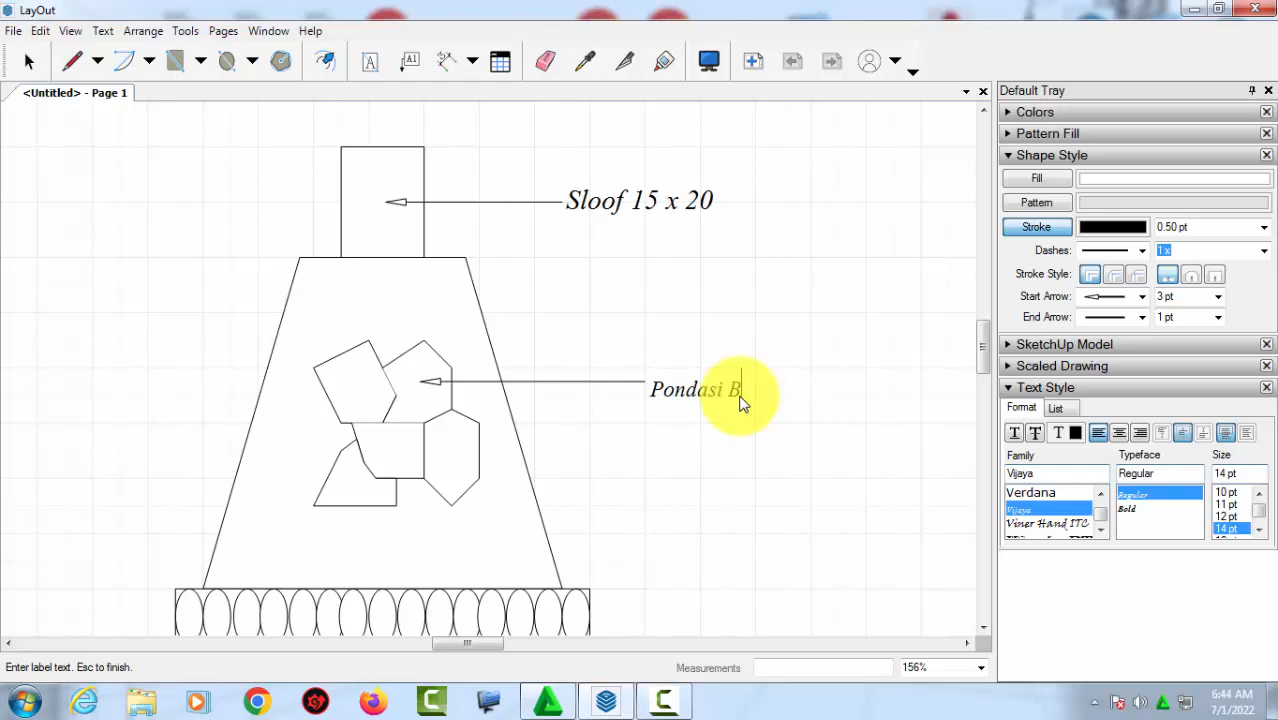 LayOut
File Edit View Text Arrange Tools Pages Window Help
A A1
<Untitled> - Page 1
Default Tray
Colors
Pattern Fill
Shape Style
Fill
Pattern
Stroke 0.50 pt
Dashes: 1 x
Stroke Style:
Start Arrow: 3 pt
End Arrow: 1 pt
SketchUp Model
Scaled Drawing
Text Style
Format List
T T T
Family Typeface Size
Vijaya Regular 14 pt
Verdana Regular 10 pt
Vijaya Bold 11 pt
Viner Hand ITC 12 pt
14 pt
Sloof 15 x 20
Pondasi B
Enter label text. Esc to finish.
Measurements 156%
6:44 AM
7/1/2022